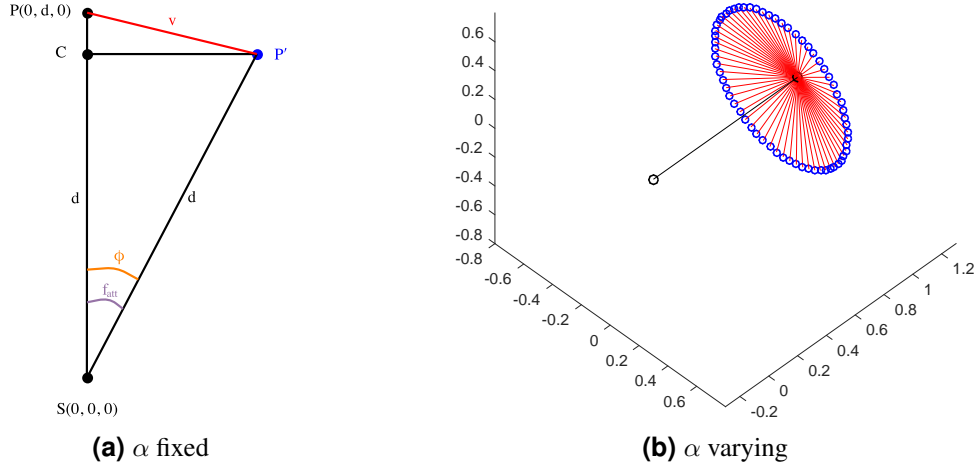 P(0, d, 0)
v
C
P′
d
d
ϕ
f_att
S(0, 0, 0)
(a) α fixed
0.6
0.4
0.2
0
-0.2
-0.4
-0.6
-0.8
-0.8
-0.6
-0.4
-0.2
0
0.2
0.4
0.6
-0.2
0
0.2
0.4
0.6
0.8
1
1.2
(b) α varying